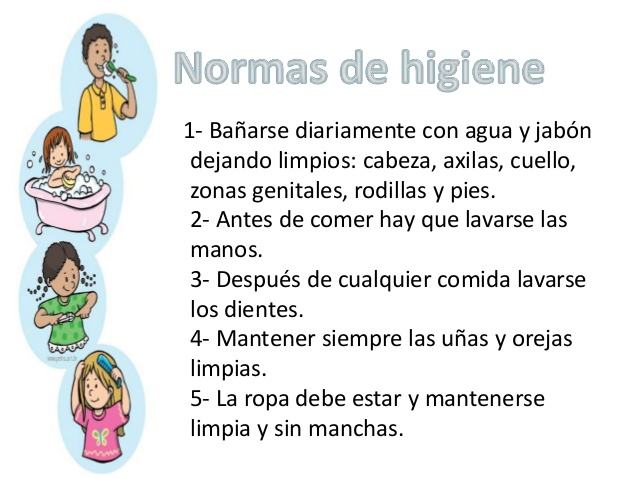 Normas de higiene
1- Bañarse diariamente con agua y jabón
dejando limpios: cabeza, axilas, cuello,
zonas genitales, rodillas y pies.
2- Antes de comer hay que lavarse las
manos.
3- Después de cualquier comida lavarse
los dientes.
4- Mantener siempre las uñas y orejas
limpias.
5- La ropa debe estar y mantenerse
limpia y sin manchas.